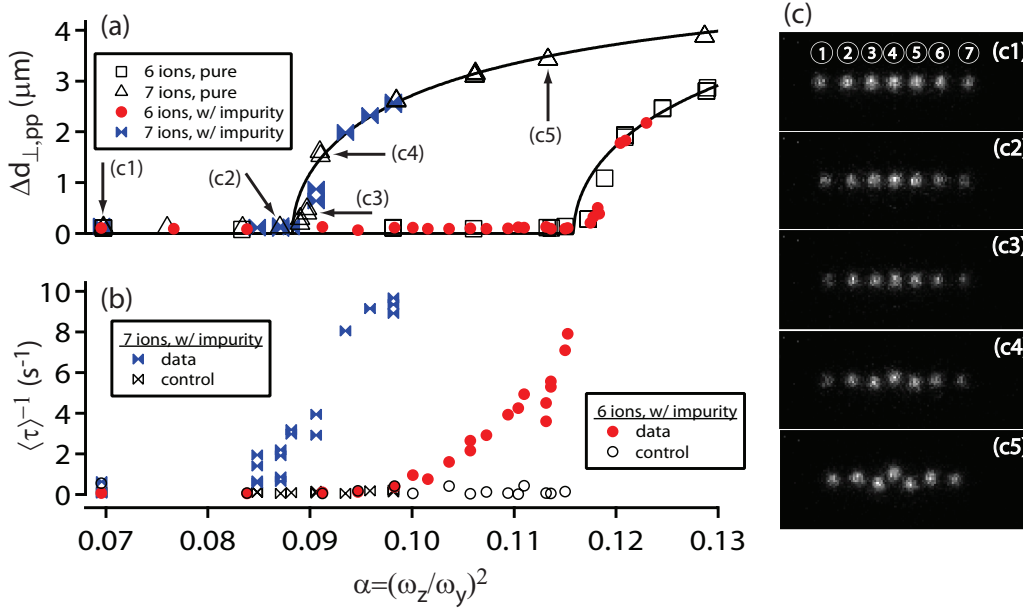 (a)
4
3
2
1
0
Δd⊥,pp (μm)
6 ions, pure
7 ions, pure
6 ions, w/ impurity
7 ions, w/ impurity
(c1)
(c2)
(c3)
(c4)
(c5)
(b)
10
8
6
4
2
0
⟨τ⟩⁻¹ (s⁻¹)
7 ions, w/ impurity
data
control
6 ions, w/ impurity
data
control
0.07 0.08 0.09 0.10 0.11 0.12 0.13
α=(ω_z/ω_y)²
(c)
1 2 3 4 5 6 7
(c1)
(c2)
(c3)
(c4)
(c5)